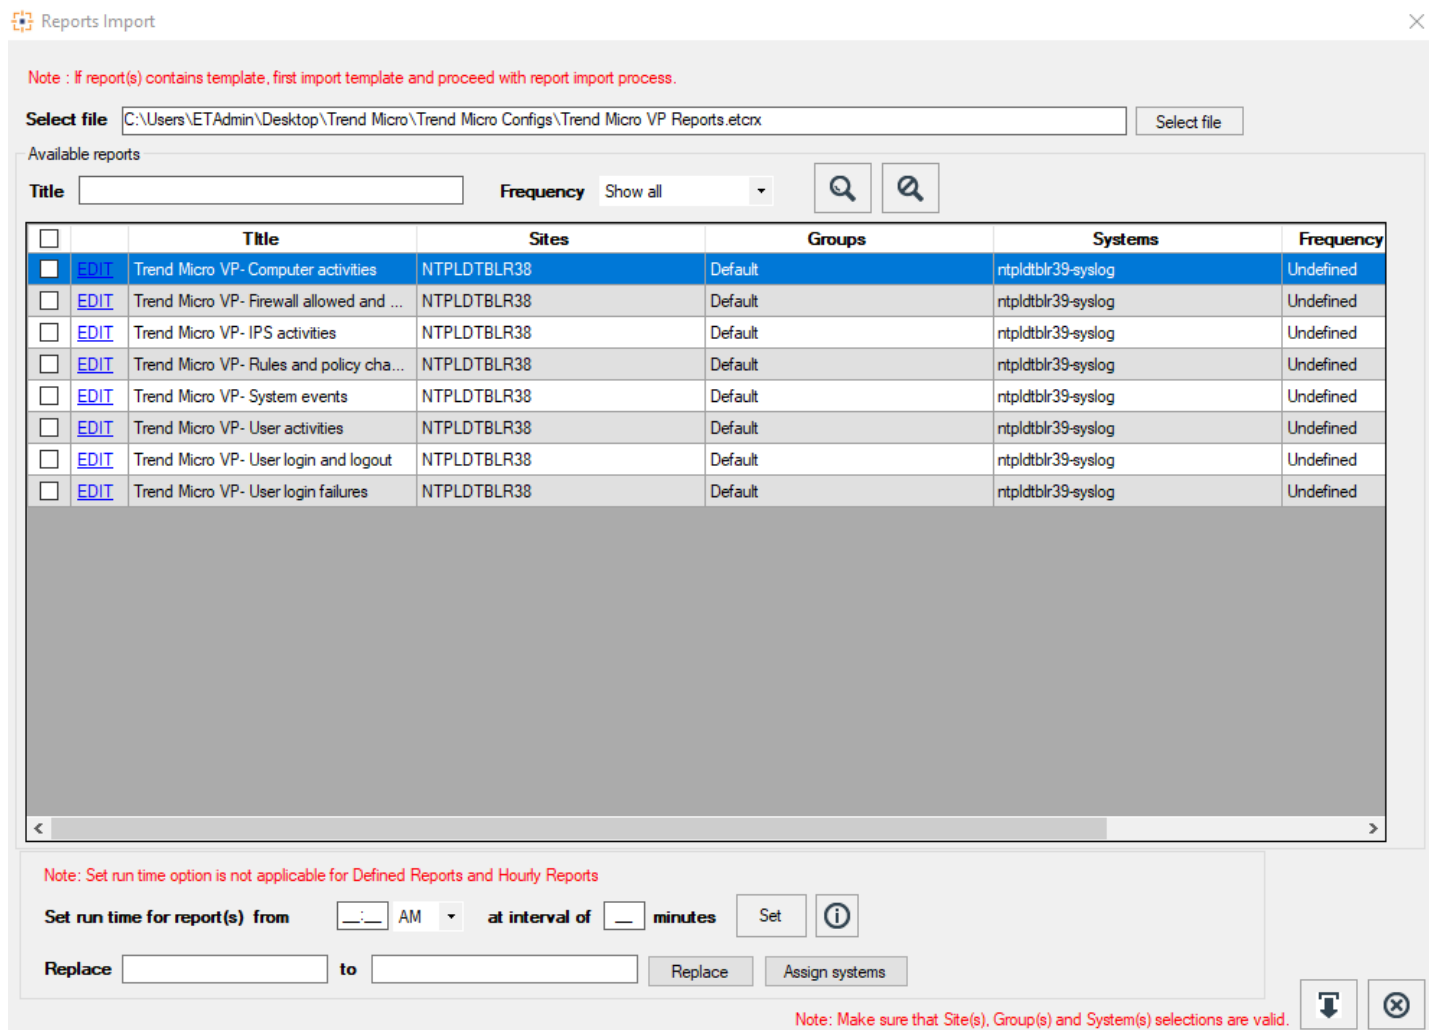 Reports Import
Note : If report(s) contains template, first import template and proceed with report import process.
Select file C:\Users\ETAdmin\Desktop\Trend Micro\Trend Micro Configs\Trend Micro VP Reports.etcrx Select file
Available reports
Title Frequency Show all
Title Sites Groups Systems Frequency
EDIT Trend Micro VP- Computer activities NTPLDTBLR38 Default ntpldtblr39-syslog Undefined
EDIT Trend Micro VP- Firewall allowed and ... NTPLDTBLR38 Default ntpldtblr39-syslog Undefined
EDIT Trend Micro VP- IPS activities NTPLDTBLR38 Default ntpldtblr39-syslog Undefined
EDIT Trend Micro VP- Rules and policy cha... NTPLDTBLR38 Default ntpldtblr39-syslog Undefined
EDIT Trend Micro VP- System events NTPLDTBLR38 Default ntpldtblr39-syslog Undefined
EDIT Trend Micro VP- User activities NTPLDTBLR38 Default ntpldtblr39-syslog Undefined
EDIT Trend Micro VP- User login and logout NTPLDTBLR38 Default ntpldtblr39-syslog Undefined
EDIT Trend Micro VP- User login failures NTPLDTBLR38 Default ntpldtblr39-syslog Undefined
Note: Set run time option is not applicable for Defined Reports and Hourly Reports
Set run time for report(s) from __:__ AM at interval of __ minutes Set
Replace to Replace Assign systems
Note: Make sure that Site(s), Group(s) and System(s) selections are valid.